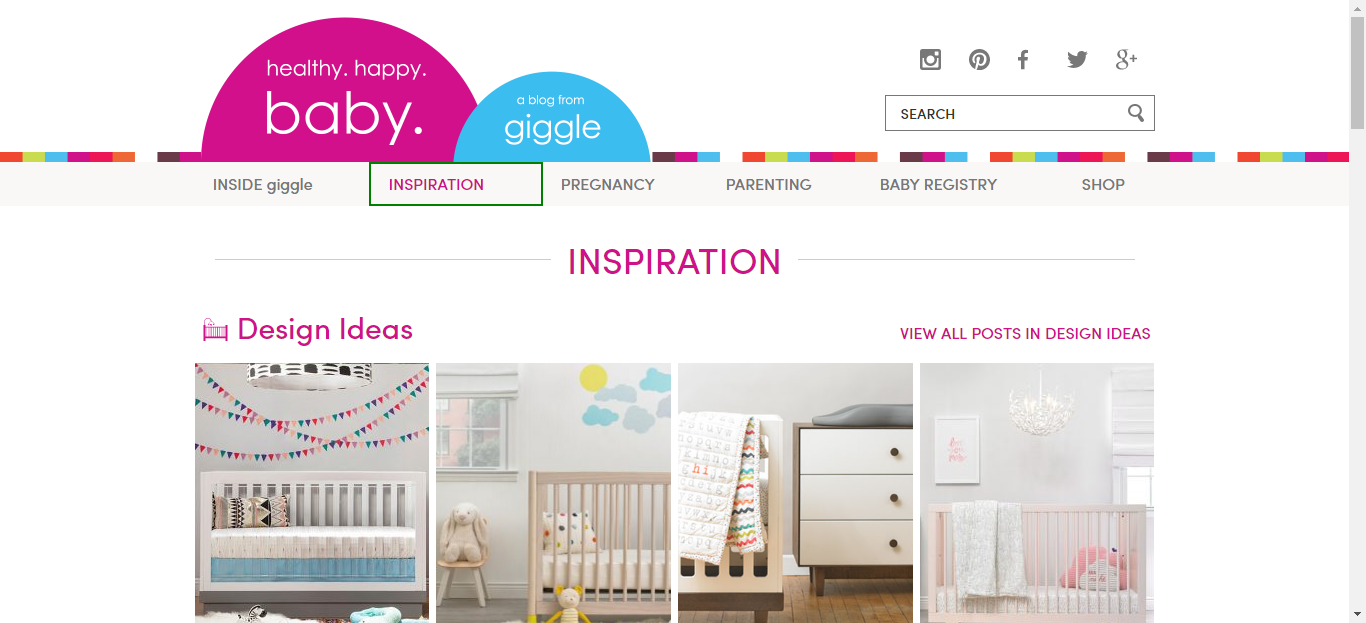 healthy. happy.
baby.
a blog from
giggle
SEARCH
INSIDE giggle
INSPIRATION
PREGNANCY
PARENTING
BABY REGISTRY
SHOP
INSPIRATION
Design Ideas
VIEW ALL POSTS IN DESIGN IDEAS
hi